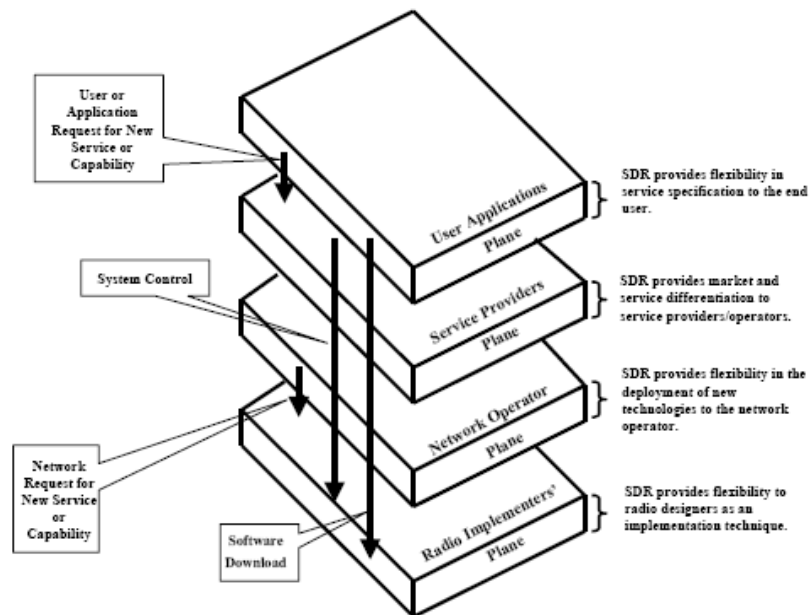 User or
Application
Request for New
Service or
Capability
User Applications
Plane
SDR provides flexibility in
service specification to the end
user.
System Control
Service Providers
Plane
SDR provides market and
service differentiation to
service providers/operators.
Network Operator
Plane
SDR provides flexibility in the
deployment of new
technologies to the network
operator.
Network
Request for
New Service
or
Capability
Software
Download
Radio Implementers'
Plane
SDR provides flexibility to
radio designers as an
implementation technique.